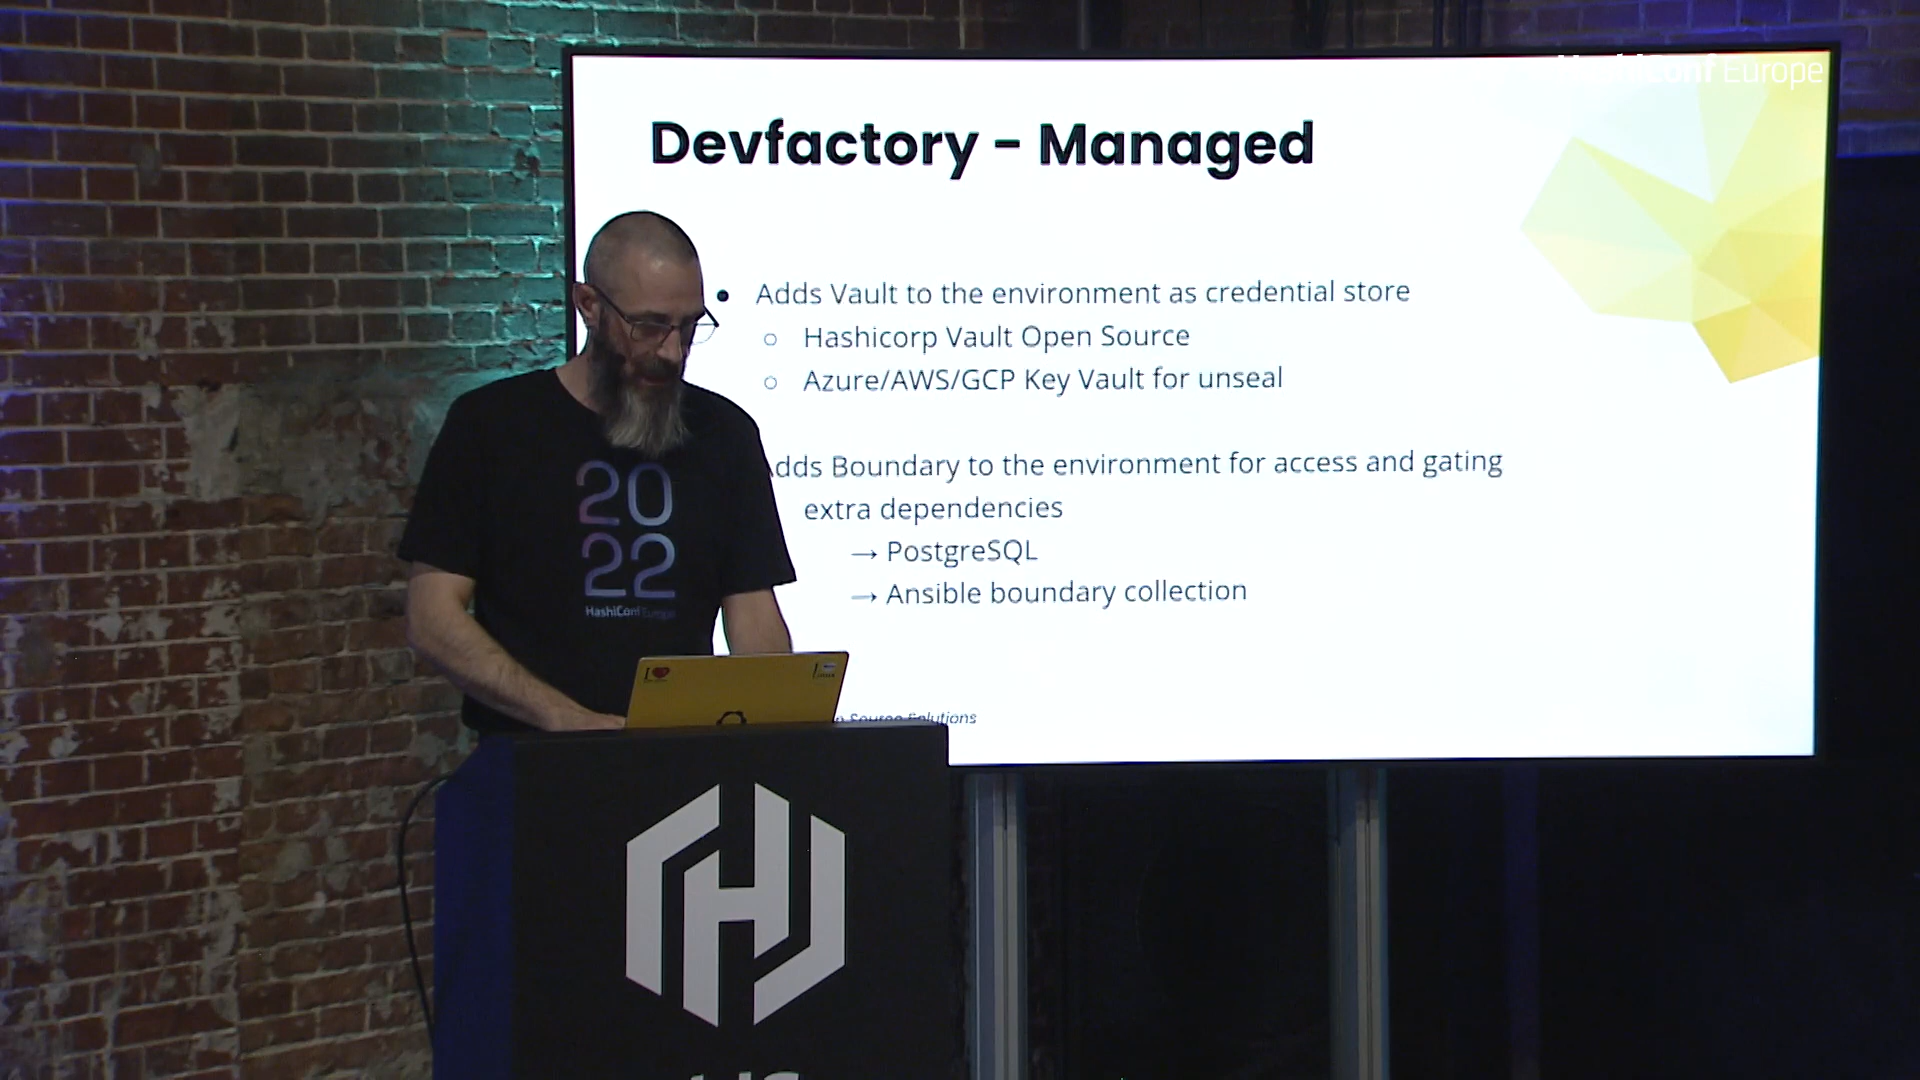 HashiConf Europe
Devfactory - Managed
Adds Vault to the environment as credential store
Hashicorp Vault Open Source
Azure/AWS/GCP Key Vault for unseal
Adds Boundary to the environment for access and gating
extra dependencies
→ PostgreSQL
→ Ansible boundary collection
Source Solutions
20
22
HashiConf Europe
I